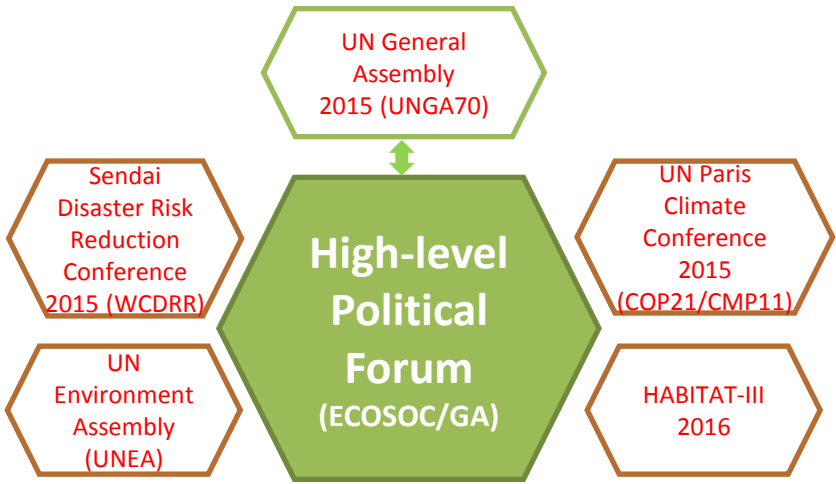 UN General
Assembly
2015 (UNGA70)
Sendai
Disaster Risk
Reduction
Conference
2015 (WCDRR)
UN Paris
Climate
Conference
2015
(COP21/CMP11)
High-level
Political
Forum
(ECOSOC/GA)
UN
Environment
Assembly
(UNEA)
HABITAT-III
2016